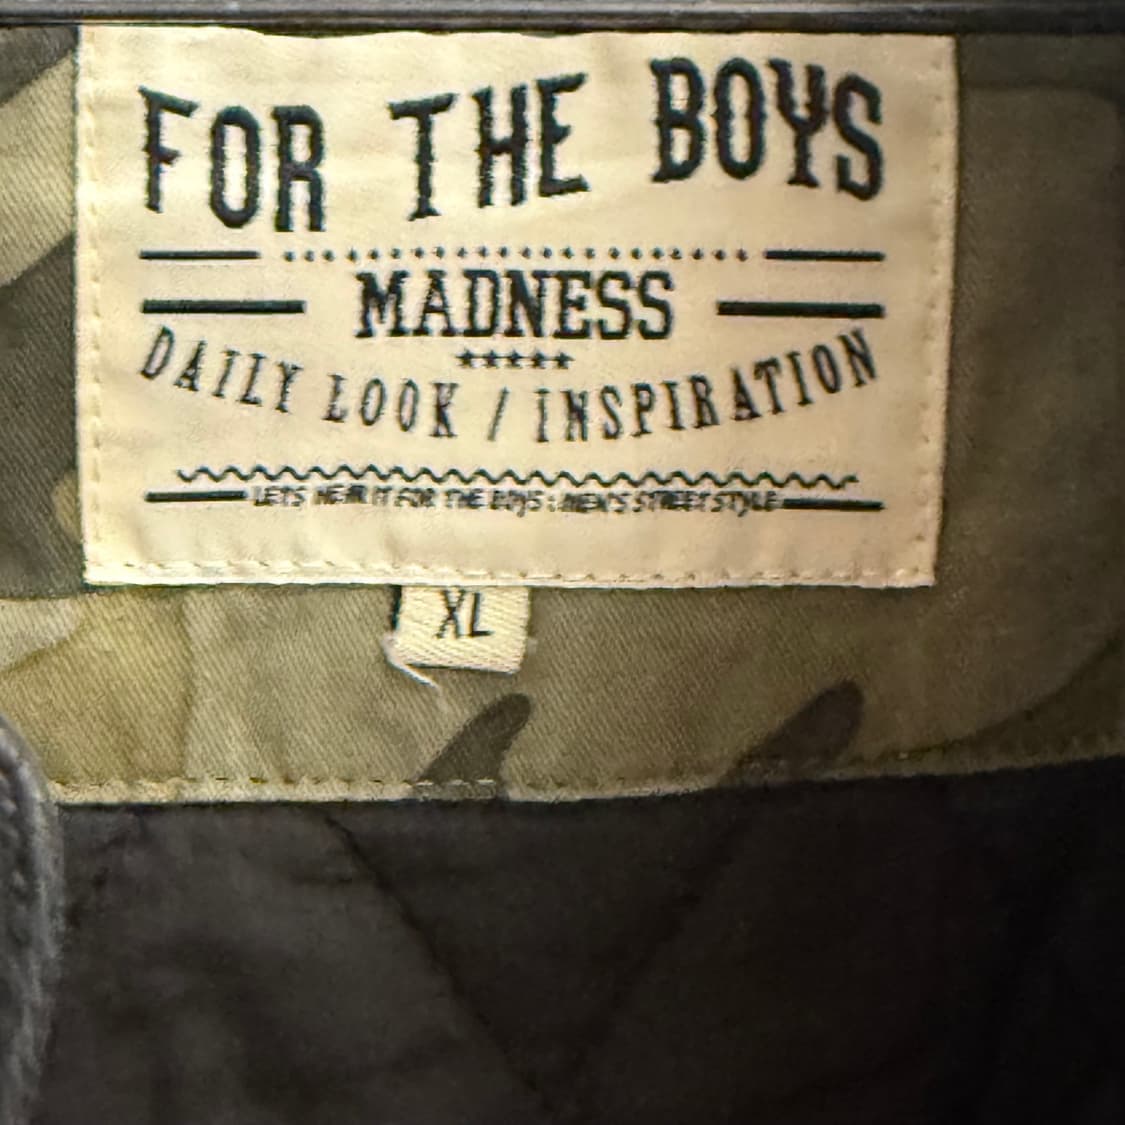 FOR THE BOYS
MADNESS
DAILY LOOK / INSPIRATION
LETS HEAR IT FOR THE BOYS : MEN'S STREET STYLE
XL